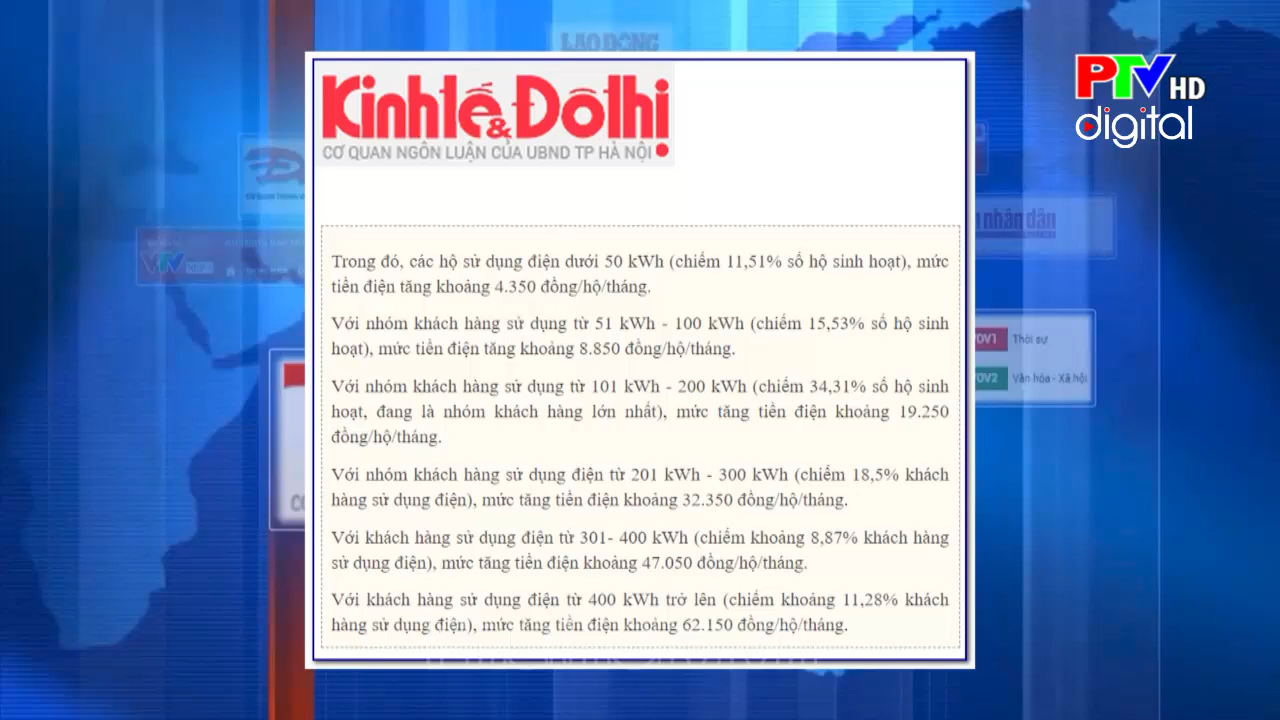 LAO ĐỘNG
PTV HD
digital
Kinhtế
&Đôthị
CƠ QUAN NGÔN LUẬN CỦA UBND TP HÀ NỘI
VTV
nhân dân
Trong đó, các hộ sử dụng điện dưới 50 kWh (chiếm 11,51% số hộ sinh hoạt), mức
tiền điện tăng khoảng 4.350 đồng/hộ/tháng.
Với nhóm khách hàng sử dụng từ 51 kWh - 100 kWh (chiếm 15,53% số hộ sinh
hoạt), mức tiền điện tăng khoảng 8.850 đồng/hộ/tháng.
Với nhóm khách hàng sử dụng từ 101 kWh - 200 kWh (chiếm 34,31% số hộ sinh
hoạt, đang là nhóm khách hàng lớn nhất), mức tăng tiền điện khoảng 19.250
đồng/hộ/tháng.
Với nhóm khách hàng sử dụng điện từ 201 kWh - 300 kWh (chiếm 18,5% khách
hàng sử dụng điện), mức tăng tiền điện khoảng 32.350 đồng/hộ/tháng.
Với khách hàng sử dụng điện từ 301- 400 kWh (chiếm khoảng 8,87% khách hàng
sử dụng điện), mức tăng tiền điện khoảng 47.050 đồng/hộ/tháng.
Với khách hàng sử dụng điện từ 400 kWh trở lên (chiếm khoảng 11,28% khách
hàng sử dụng điện), mức tăng tiền điện khoảng 62.150 đồng/hộ/tháng.
VOV1 Thời sự
VOV2 Văn hóa - Xã hội